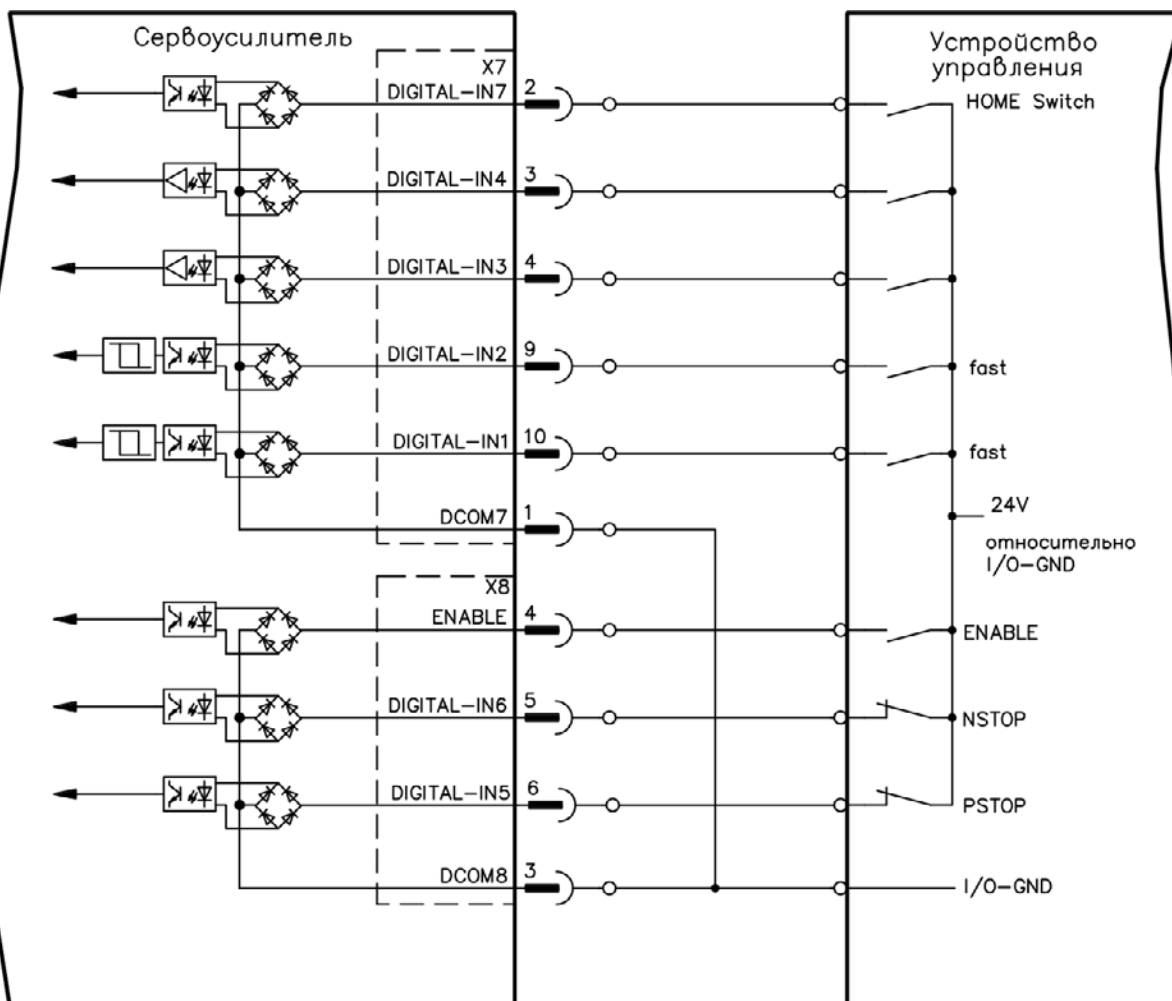 Сервоусилитель
Устройство
управления
X7
DIGITAL-IN7 2
HOME Switch
DIGITAL-IN4 3
DIGITAL-IN3 4
DIGITAL-IN2 9
fast
DIGITAL-IN1 10
fast
DCOM7 1
24V
относительно
I/O-GND
X8
ENABLE 4
ENABLE
DIGITAL-IN6 5
NSTOP
DIGITAL-IN5 6
PSTOP
DCOM8 3
I/O-GND